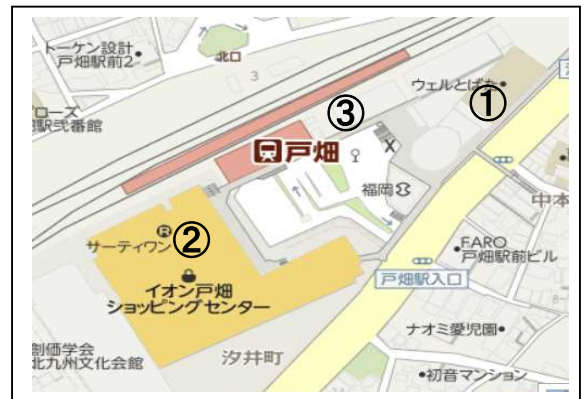 トーケン設計
戸畑駅前2
北口
3
ローズ
駅弐番館
ウェルとばた
①
③
戸畑
X
福岡
中本
②
サーティワン
イオン戸畑
ショッピングセンター
FARO
戸畑駅前ビル
戸畑駅入口
ナオミ愛児園
創価学会
北九州文化会館
汐井町
初音マンション